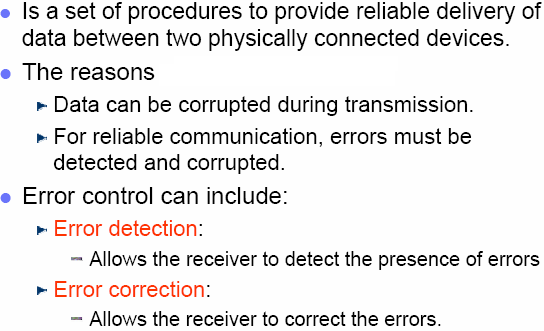 Is a set of procedures to provide reliable delivery of
data between two physically connected devices.
The reasons
Data can be corrupted during transmission.
For reliable communication, errors must be
detected and corrupted.
Error control can include:
Error detection:
– Allows the receiver to detect the presence of errors
Error correction:
– Allows the receiver to correct the errors.